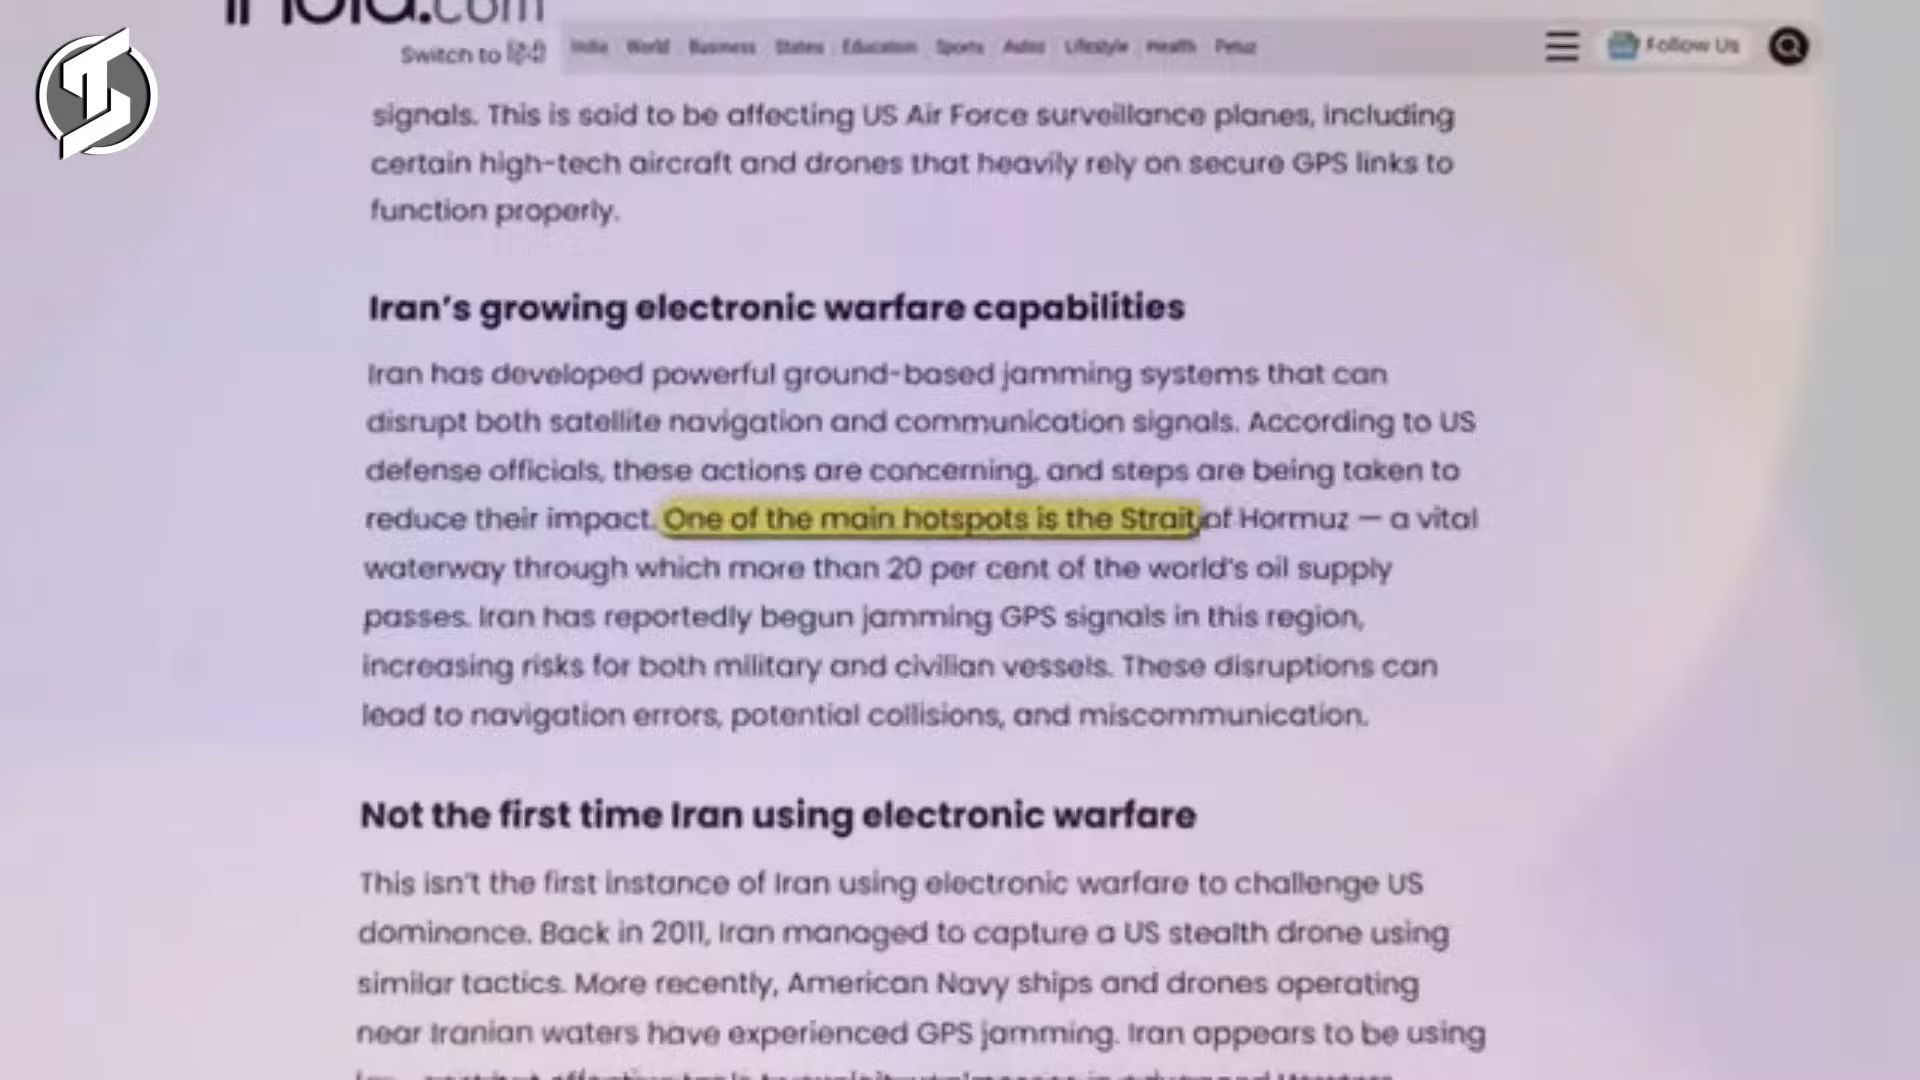 Switch to हिंदी
India World Business States Education Sports Autos Lifestyle Health
Follow Us
signals. This is said to be affecting US Air Force surveillance planes, including
certain high-tech aircraft and drones that heavily rely on secure GPS links to
function properly.
Iran's growing electronic warfare capabilities
Iran has developed powerful ground-based jamming systems that can
disrupt both satellite navigation and communication signals. According to US
defense officials, these actions are concerning, and steps are being taken to
reduce their impact. One of the main hotspots is the Strait of Hormuz — a vital
waterway through which more than 20 per cent of the world's oil supply
passes. Iran has reportedly begun jamming GPS signals in this region,
increasing risks for both military and civilian vessels. These disruptions can
lead to navigation errors, potential collisions, and miscommunication.
Not the first time Iran using electronic warfare
This isn't the first instance of Iran using electronic warfare to challenge US
dominance. Back in 2011, Iran managed to capture a US stealth drone using
similar tactics. More recently, American Navy ships and drones operating
near Iranian waters have experienced GPS jamming. Iran appears to be using